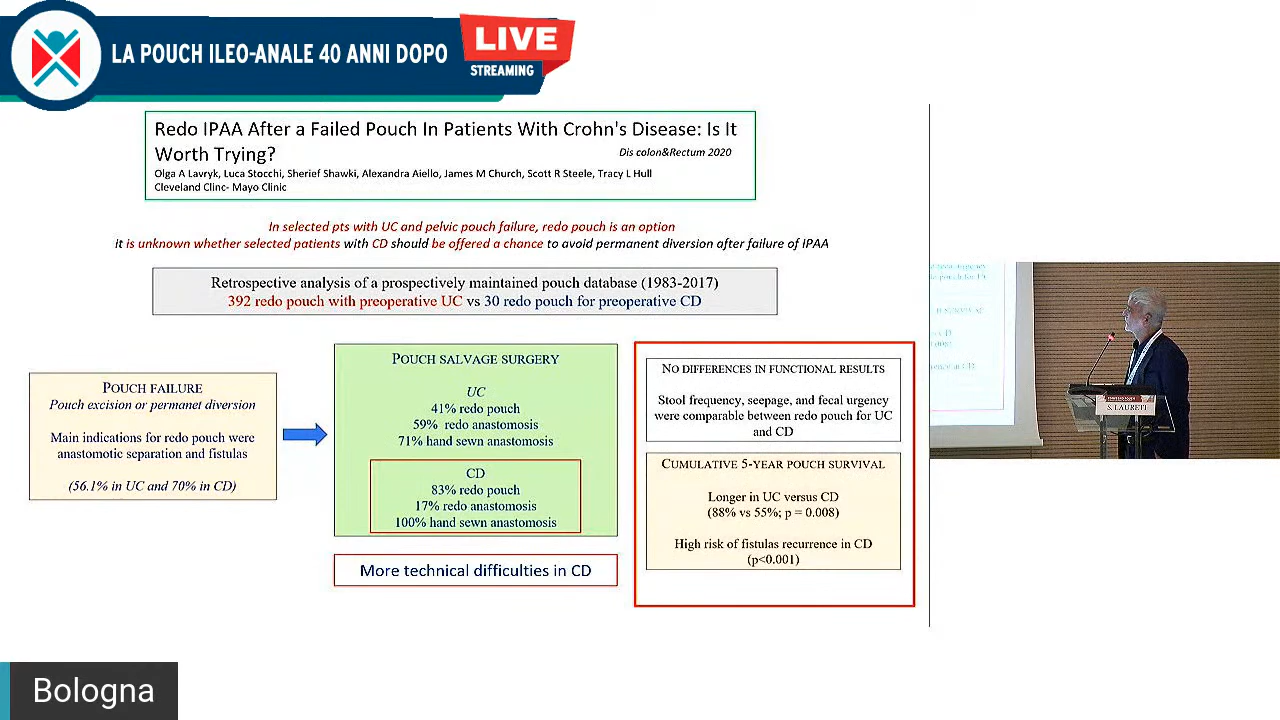 LA POUCH ILEO-ANALE 40 ANNI DOPO
LIVE
STREAMING
Redo IPAA After a Failed Pouch In Patients With Crohn's Disease: Is It
Worth Trying?
Dis colon&Rectum 2020
Olga A Lavryk, Luca Stocchi, Sherief Shawki, Alexandra Aiello, James M Church, Scott R Steele, Tracy L Hull
Cleveland Clinc- Mayo Clinic
In selected pts with UC and pelvic pouch failure, redo pouch is an option
it is unknown whether selected patients with CD should be offered a chance to avoid permanent diversion after failure of IPAA
Retrospective analysis of a prospectively maintained pouch database (1983-2017)
392 redo pouch with preoperative UC vs 30 redo pouch for preoperative CD
POUCH FAILURE
Pouch excision or permanet diversion
Main indications for redo pouch were
anastomotic separation and fistulas
(56.1% in UC and 70% in CD)
POUCH SALVAGE SURGERY
UC
41% redo pouch
59% redo anastomosis
71% hand sewn anastomosis
CD
83% redo pouch
17% redo anastomosis
100% hand sewn anastomosis
More technical difficulties in CD
NO DIFFERENCES IN FUNCTIONAL RESULTS
Stool frequency, seepage, and fecal urgency
were comparable between redo pouch for UC
and CD
CUMULATIVE 5-YEAR POUCH SURVIVAL
Longer in UC versus CD
(88% vs 55%; p = 0.008)
High risk of fistulas recurrence in CD
(p<0.001)
S. LAURETI
Bologna